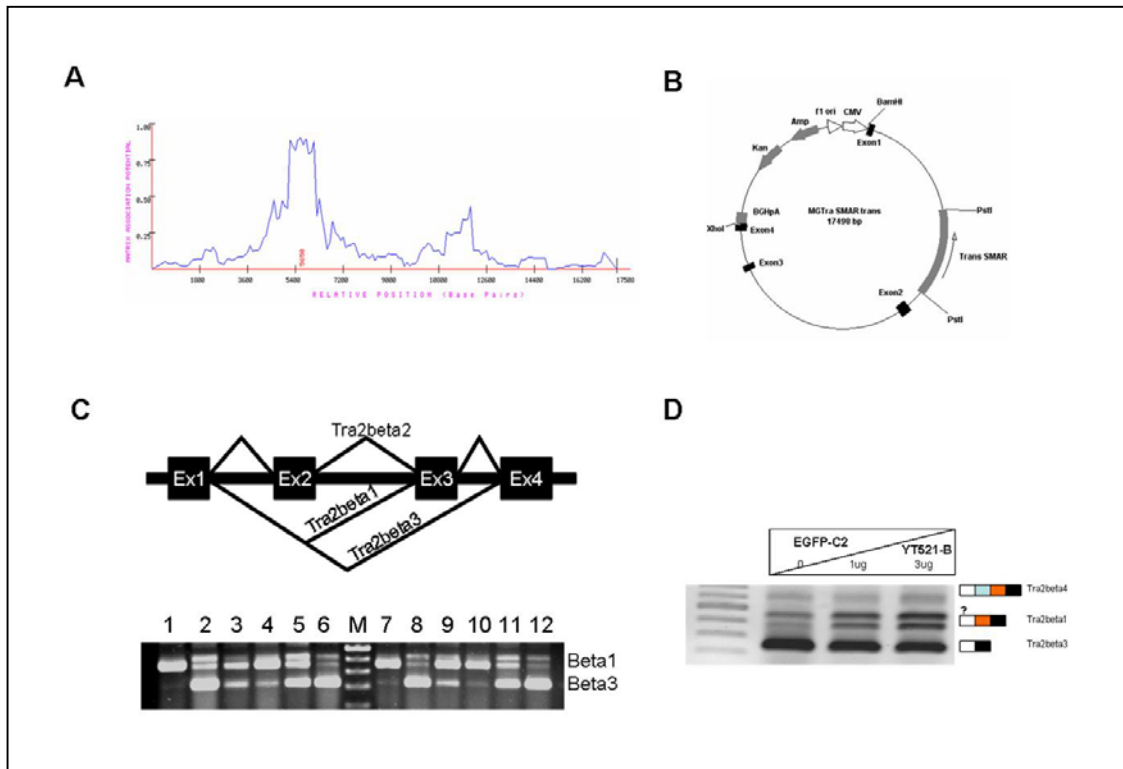 A
MATRIX ASSOCIATION POTENTIAL
1.00
0.75
0.50
0.25
1800 3600 5400 5690 7200 9000 10800 12600 14400 16200 17500
RELATIVE POSITION (Base Pairs)
B
f1 ori CMV BamHI
Amp
Exon1
Kan
BGHpA
XhoI
Exon4
MGTra SMAR trans
17490 bp
PstI
Trans SMAR
Exon3
Exon2
PstI
C
Tra2beta2
Ex1 Ex2 Ex3 Ex4
Tra2beta1
Tra2beta3
1 2 3 4 5 6 M 7 8 9 10 11 12
Beta1
Beta3
D
EGFP-C2 YT521-B
0 1ug 3ug
Tra2beta4
?
Tra2beta1
Tra2beta3